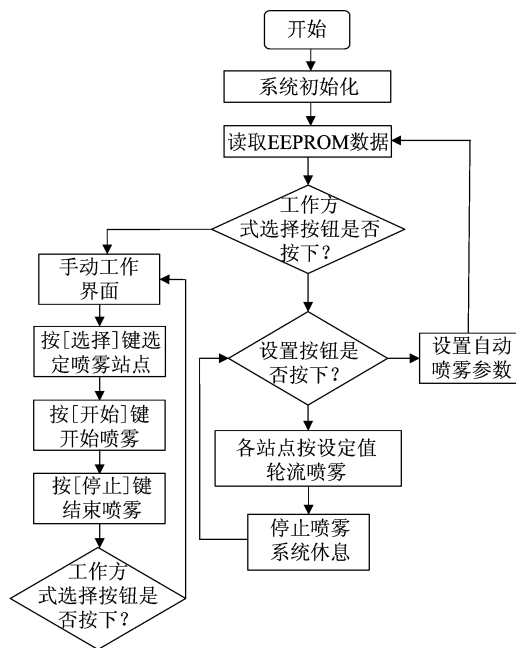 开始
系统初始化
读取EEPROM数据
工作方
式选择按钮是否
按下？
手动工作
界面
按[选择]键选
定喷雾站点
按[开始]键
开始喷雾
按[停止]键
结束喷雾
工作方
式选择按钮是
否按下？
设置按钮是
否按下？
设置自动
喷雾参数
各站点按设定值
轮流喷雾
停止喷雾
系统休息